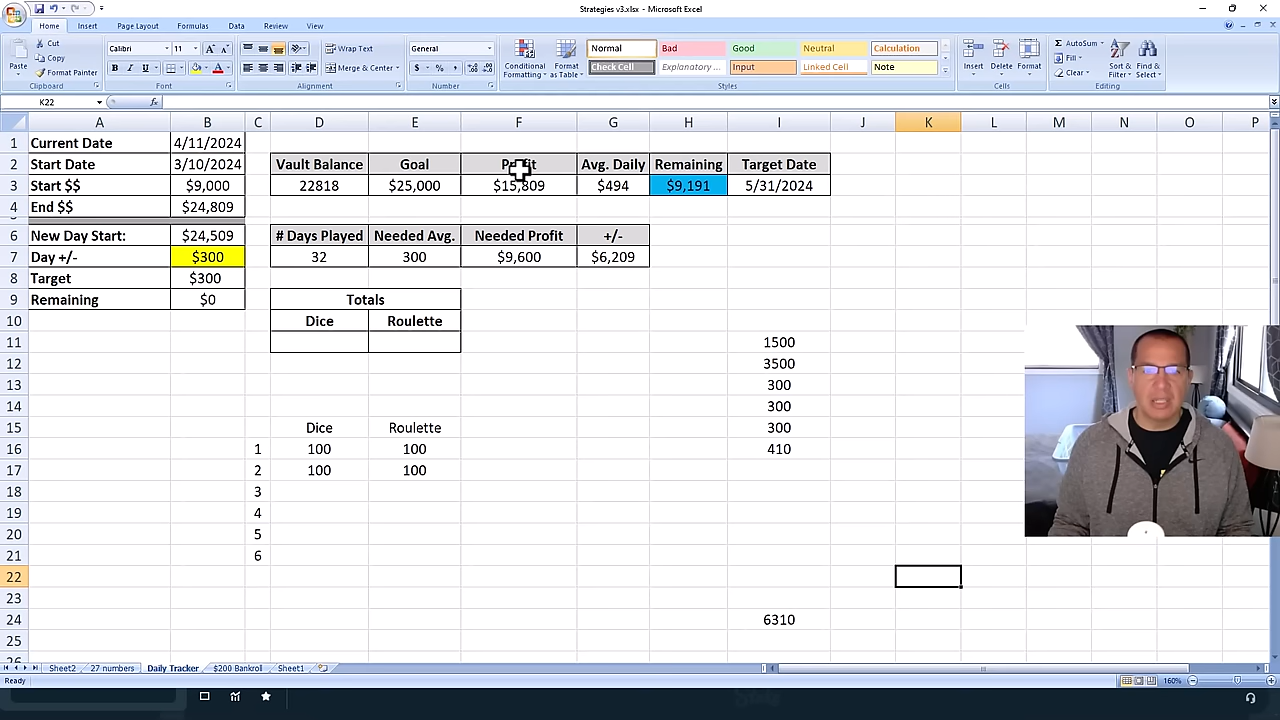 Strategies v3.xlsx - Microsoft Excel
Home Insert Page Layout Formulas Data Review View
Paste
Cut
Copy
Format Painter
Clipboard
Calibri 11
B I U
Font
Wrap Text
Merge & Center
Alignment
General
$ % ,
Number
Conditional Formatting
Format as Table
Normal Bad Good Neutral Calculation
Check Cell Explanatory ... Input Linked Cell Note
Styles
Insert Delete Format
Cells
AutoSum
Fill
Clear
Sort & Filter
Find & Select
Editing
K22 fx
A B C D E F G H I J K L M N O P
1 Current Date 4/11/2024
2 Start Date 3/10/2024 Vault Balance Goal Profit Avg. Daily Remaining Target Date
3 Start $$ $9,000 22818 $25,000 $15,809 $494 $9,191 5/31/2024
4 End $$ $24,809
6 New Day Start: $24,509 # Days Played Needed Avg. Needed Profit +/-
7 Day +/- $300 32 300 $9,600 $6,209
8 Target $300
9 Remaining $0 Totals
10 Dice Roulette
11 1500
12 3500
13 300
14 300
15 Dice Roulette 300
16 1 100 100 410
17 2 100 100
18 3
19 4
20 5
21 6
22
23
24 6310
25
Sheet2 27 numbers Daily Tracker $200 Bankroll Sheet1
Ready 160%